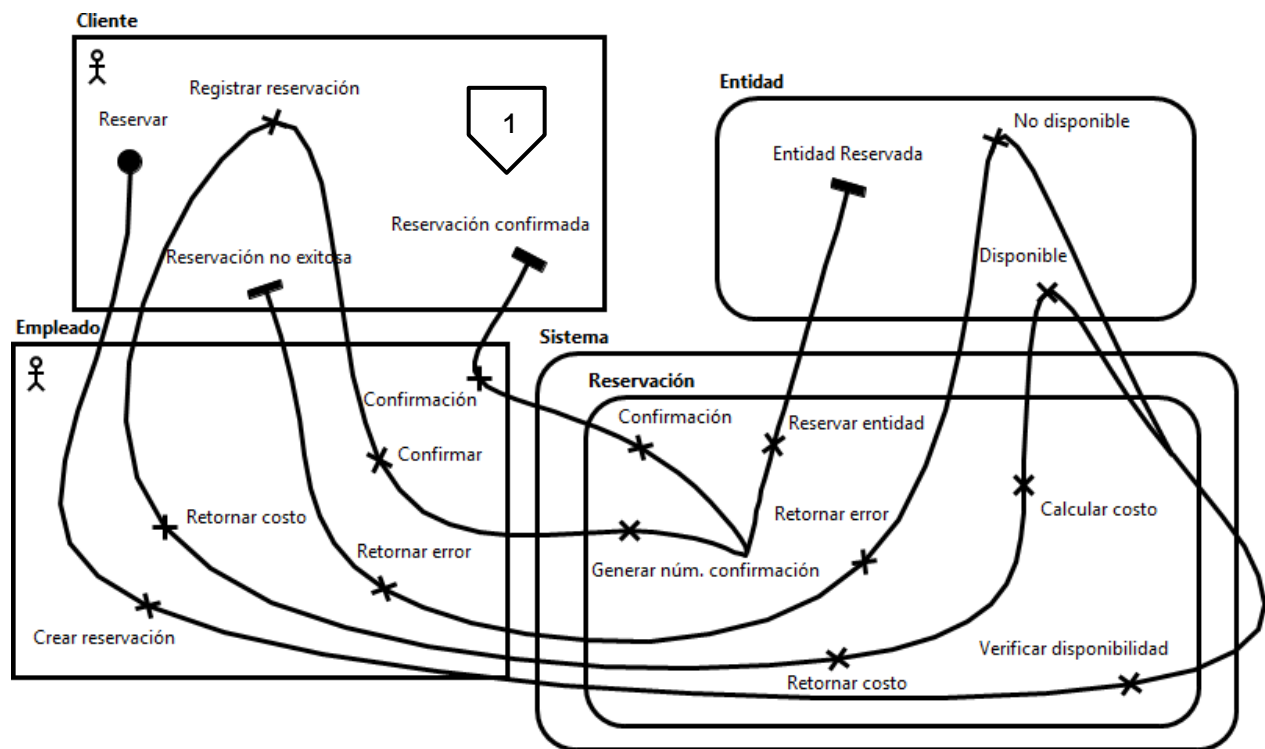 Cliente
Registrar reservación
Reservar
1
Reservación confirmada
Reservación no exitosa
Entidad
No disponible
Entidad Reservada
Disponible
Empleado
Confirmación
Confirmar
Retornar costo
Retornar error
Crear reservación
Sistema
Reservación
Confirmación
Reservar entidad
Retornar error
Calcular costo
Generar núm. confirmación
Verificar disponibilidad
Retornar costo